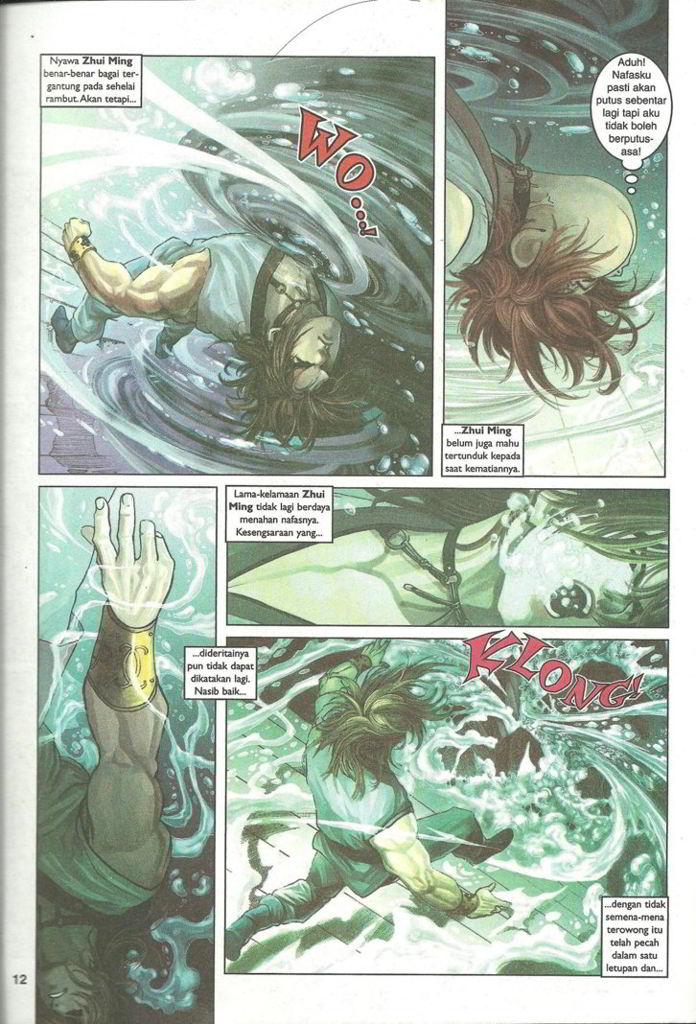 Nyawa Zhui Ming
benar-benar bagai ter-
gantung pada sehelai
rambut. Akan tetapi...
WO...!
Aduh!
Nafasku
pasti akan
putus sebentar
lagi tapi aku
tidak boleh
berputus-
asa!
...Zhui Ming
belum juga mahu
tertunduk kepada
saat kematiannya.
Lama-kelamaan Zhui
Ming tidak lagi berdaya
menahan nafasnya.
Kesengsaraan yang...
...dideritainya
pun tidak dapat
dikatakan lagi.
Nasib baik...
KLONG!
...dengan tidak
semena-mena
terowong itu
telah pecah
dalam satu
letupan dan...
12